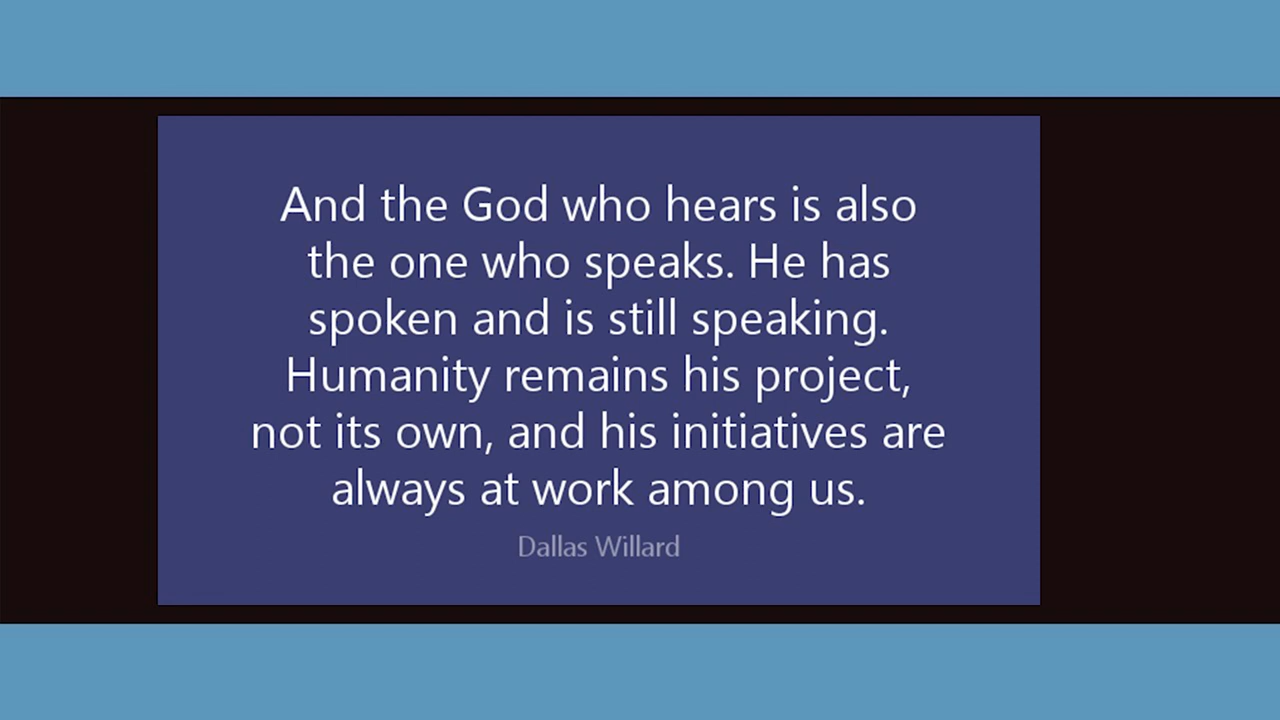 And the God who hears is also
the one who speaks. He has
spoken and is still speaking.
Humanity remains his project,
not its own, and his initiatives are
always at work among us.
Dallas Willard